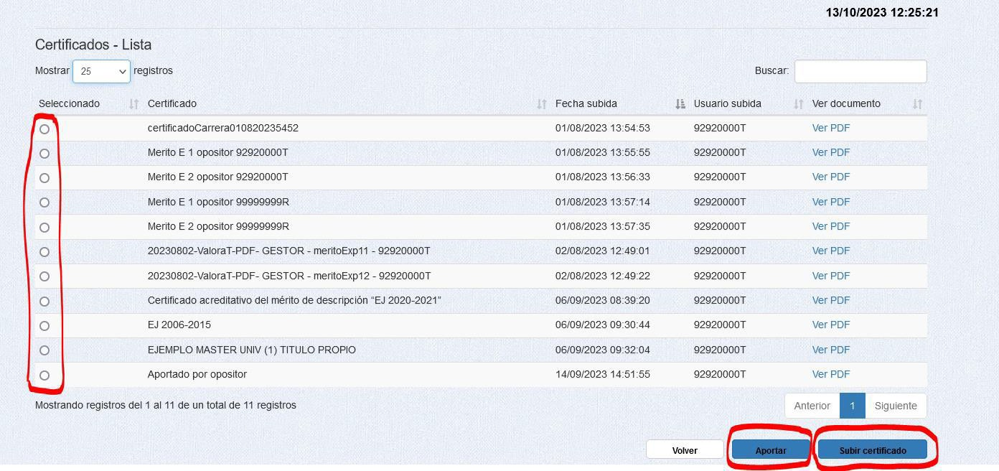 13/10/2023 12:25:21
Certificados - Lista
Mostrar 25 registros Buscar:
Seleccionado Certificado Fecha subida Usuario subida Ver documento
certificadoCarrera010820235452 01/08/2023 13:54:53 92920000T Ver PDF
Merito E 1 opositor 92920000T 01/08/2023 13:55:55 92920000T Ver PDF
Merito E 2 opositor 92920000T 01/08/2023 13:56:33 92920000T Ver PDF
Merito E 1 opositor 99999999R 01/08/2023 13:57:14 92920000T Ver PDF
Merito E 2 opositor 99999999R 01/08/2023 13:57:35 92920000T Ver PDF
20230802-ValoraT-PDF- GESTOR - meritoExp11 - 92920000T 02/08/2023 12:49:01 92920000T Ver PDF
20230802-ValoraT-PDF- GESTOR - meritoExp12 - 92920000T 02/08/2023 12:49:22 92920000T Ver PDF
Certificado acreditativo del mérito de descripción “EJ 2020-2021” 06/09/2023 08:39:20 92920000T Ver PDF
EJ 2006-2015 06/09/2023 09:30:44 92920000T Ver PDF
EJEMPLO MASTER UNIV (1) TITULO PROPIO 06/09/2023 09:32:04 92920000T Ver PDF
Aportado por opositor 14/09/2023 14:51:55 92920000T Ver PDF
Mostrando registros del 1 al 11 de un total de 11 registros Anterior 1 Siguiente
Volver Aportar Subir certificado